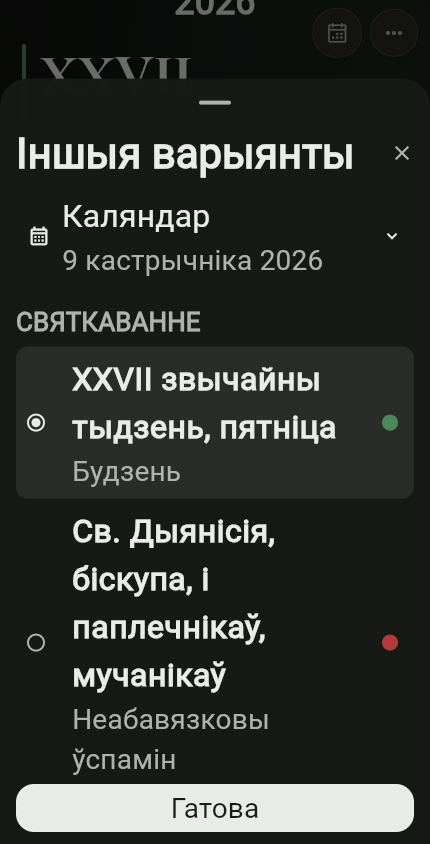 2026
XXVII
Іншыя варыянты
Каляндар
9 кастрычніка 2026
СВЯТКАВАННЕ
XXVII звычайны
тыдзень, пятніца
Будзень
Св. Дыянісія,
біскупа, і
паплечнікаў,
мучанікаў
Неабавязковы
ўспамін
Гатова